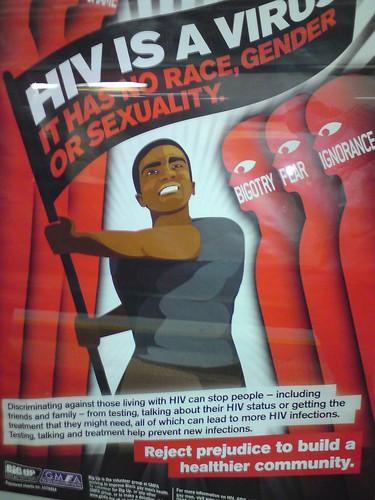 HIV IS A VIRUS
IT HAS NO RACE, GENDER
OR SEXUALITY.
BIGOTRY
FEAR
IGNORANCE
Discriminating against those living with HIV can stop people – including
friends and family – from testing, talking about their HIV status or getting the
treatment that they might need, all of which can lead to more HIV infections.
Testing, talking and treatment help prevent new infections.
Reject prejudice to build a
healthier community.
BIG UP
GMFA